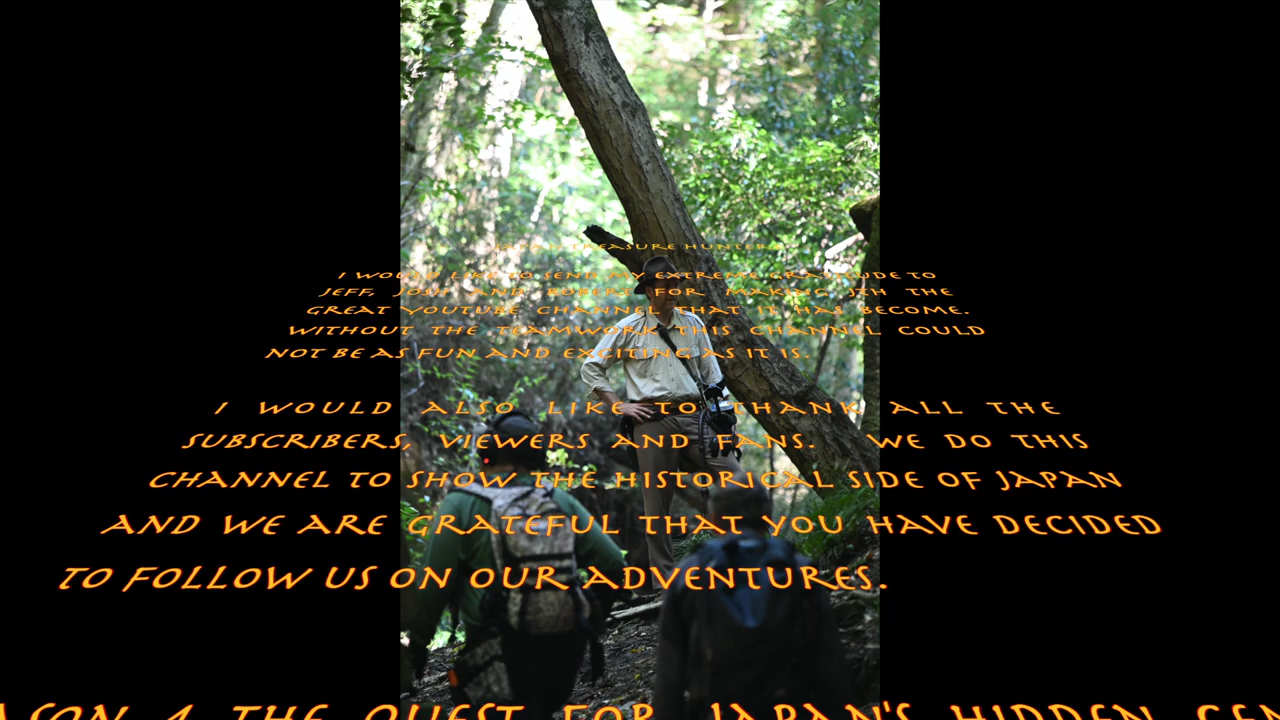 TREASURE HUNTERS
I WOULD LIKE TO SEND MY EXTREME GRATITUDE TO
JEFF, JOSH AND ROBERT FOR MAKING JTH THE
GREAT YOUTUBE CHANNEL THAT IT HAS BECOME.
WITHOUT THE TEAMWORK THIS CHANNEL COULD
NOT BE AS FUN AND EXCITING AS IT IS.
I WOULD ALSO LIKE TO THANK ALL THE
SUBSCRIBERS, VIEWERS AND FANS. WE DO THIS
CHANNEL TO SHOW THE HISTORICAL SIDE OF JAPAN
AND WE ARE GRATEFUL THAT YOU HAVE DECIDED
TO FOLLOW US ON OUR ADVENTURES.
THE QUEST FOR JAPAN'S HIDDEN